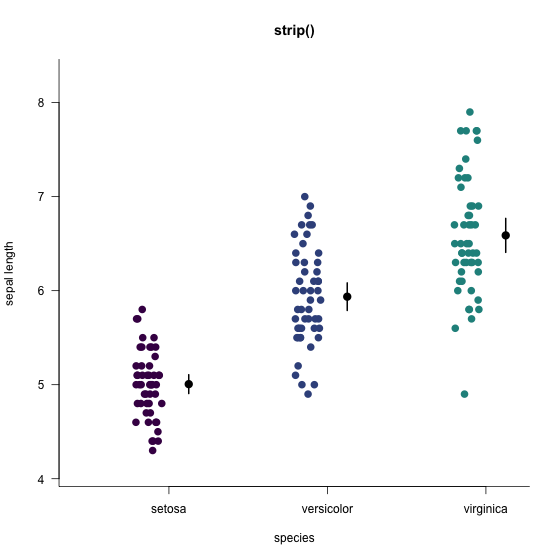 strip()
sepal length
8
7
6
5
4
setosa versicolor virginica
species